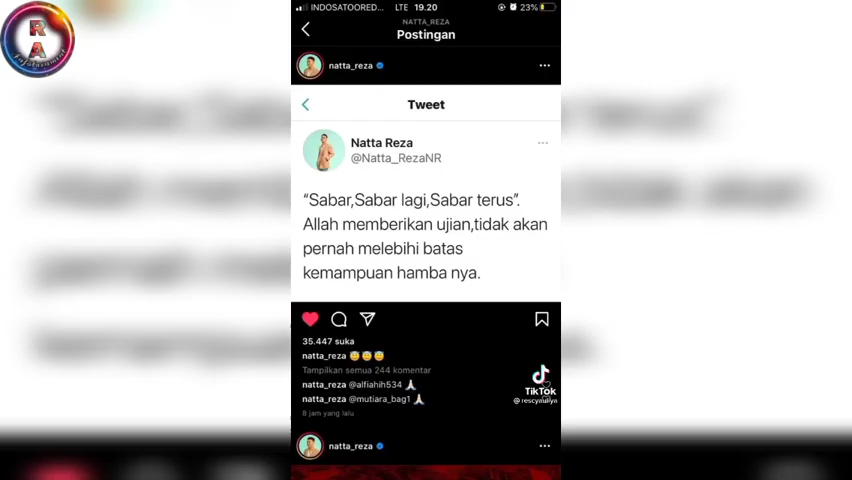 R
A
INDOSATOORED... LTE 19.20 23%
NATTA_REZA
Postingan
natta_reza
Tweet
Natta Reza
@Natta_RezaNR
“Sabar,Sabar lagi,Sabar terus”.
Allah memberikan ujian,tidak akan
pernah melebihi batas
kemampuan hamba nya.
35.447 suka
natta_reza 😇😇😇
Tampilkan semua 244 komentar
natta_reza @alfiahih534 🙏🏻
natta_reza @mutiara_bag1 🙏🏻
8 jam yang lalu
TikTok
natta_reza